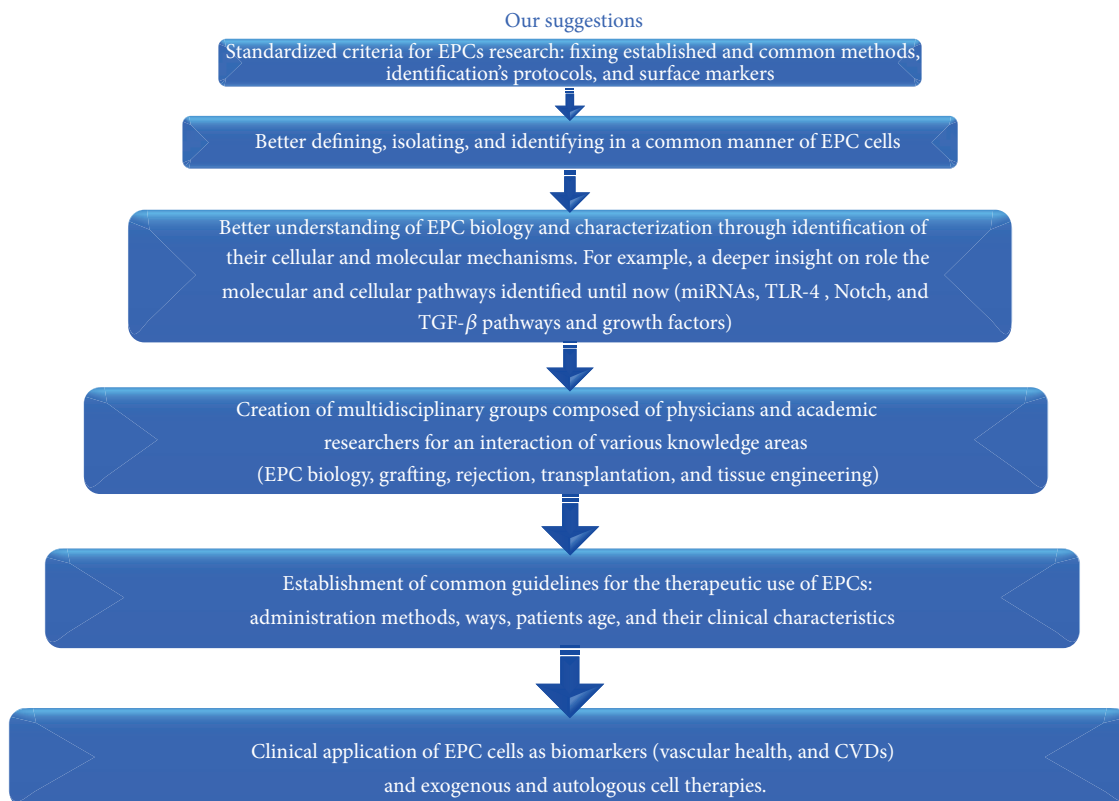 Our suggestions
Standardized criteria for EPCs research: fixing established and common methods,
identification's protocols, and surface markers
Better defining, isolating, and identifying in a common manner of EPC cells
Better understanding of EPC biology and characterization through identification of
their cellular and molecular mechanisms. For example, a deeper insight on role the
molecular and cellular pathways identified until now (miRNAs, TLR-4 , Notch, and
TGF-β pathways and growth factors)
Creation of multidisciplinary groups composed of physicians and academic
researchers for an interaction of various knowledge areas
(EPC biology, grafting, rejection, transplantation, and tissue engineering)
Establishment of common guidelines for the therapeutic use of EPCs:
administration methods, ways, patients age, and their clinical characteristics
Clinical application of EPC cells as biomarkers (vascular health, and CVDs)
and exogenous and autologous cell therapies.